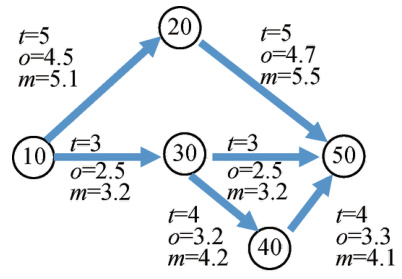 20
t=5
o=4.5
m=5.1
t=5
o=4.7
m=5.5
10
t=3
o=2.5
m=3.2
30
t=3
o=2.5
m=3.2
50
t=4
o=3.2
m=4.2
40
t=4
o=3.3
m=4.1